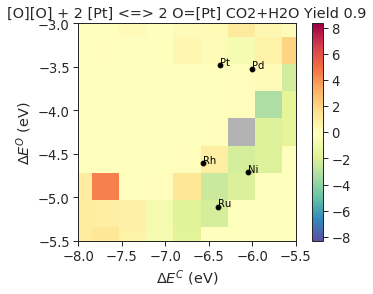 [O][O] + 2 [Pt] <=> 2 O=[Pt] CO2+H2O Yield 0.9
−3.0
−3.5
−4.0
−4.5
−5.0
−5.5
ΔE^O (eV)
Pt
Pd
Rh
Ni
Ru
−8.0
−7.5
−7.0
−6.5
−6.0
−5.5
ΔE^C (eV)
8
6
4
2
0
−2
−4
−6
−8